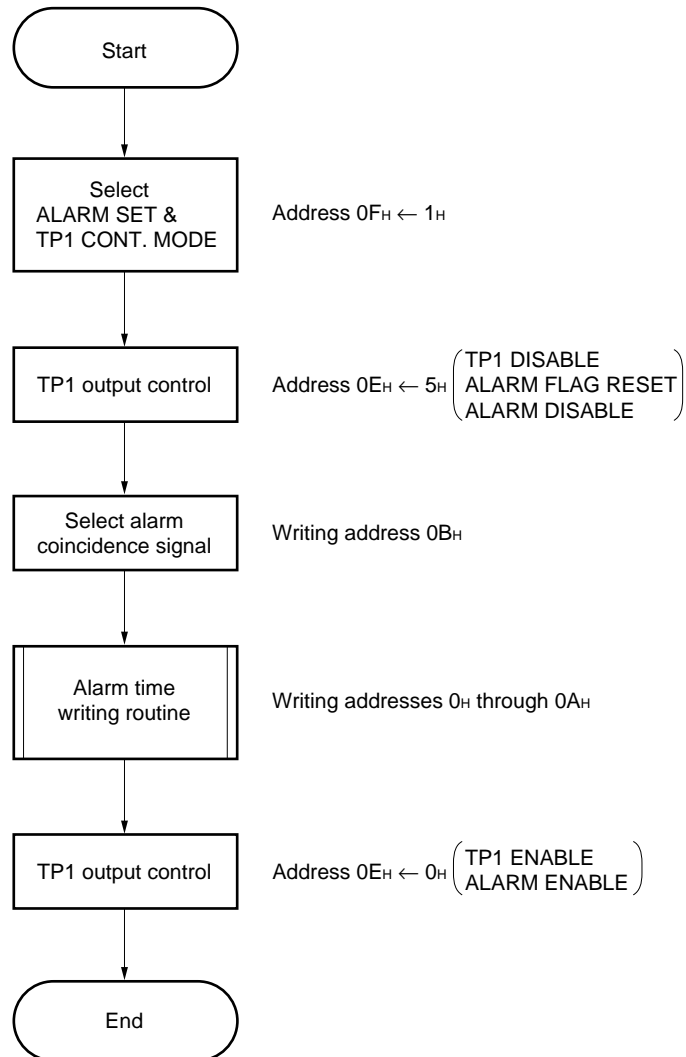 Start
Select
ALARM SET &
TP1 CONT. MODE
Address 0FH ← 1H
TP1 output control
Address 0EH ← 5H
TP1 DISABLE
ALARM FLAG RESET
ALARM DISABLE
Select alarm
coincidence signal
Writing address 0BH
Alarm time
writing routine
Writing addresses 0H through 0AH
TP1 output control
Address 0EH ← 0H
TP1 ENABLE
ALARM ENABLE
End